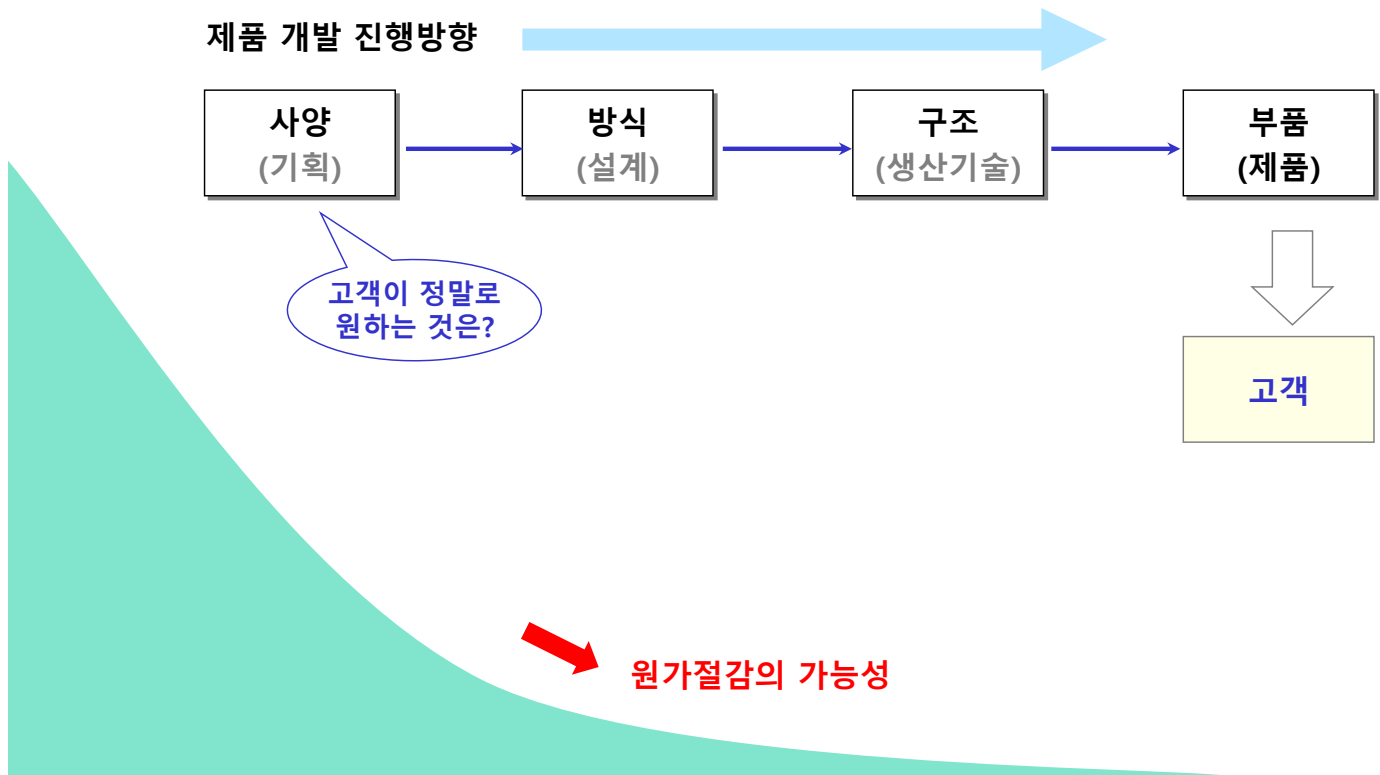 제품 개발 진행방향
사양
(기획)
방식
(설계)
구조
(생산기술)
부품
(제품)
고객이 정말로
원하는 것은?
고객
원가절감의 가능성